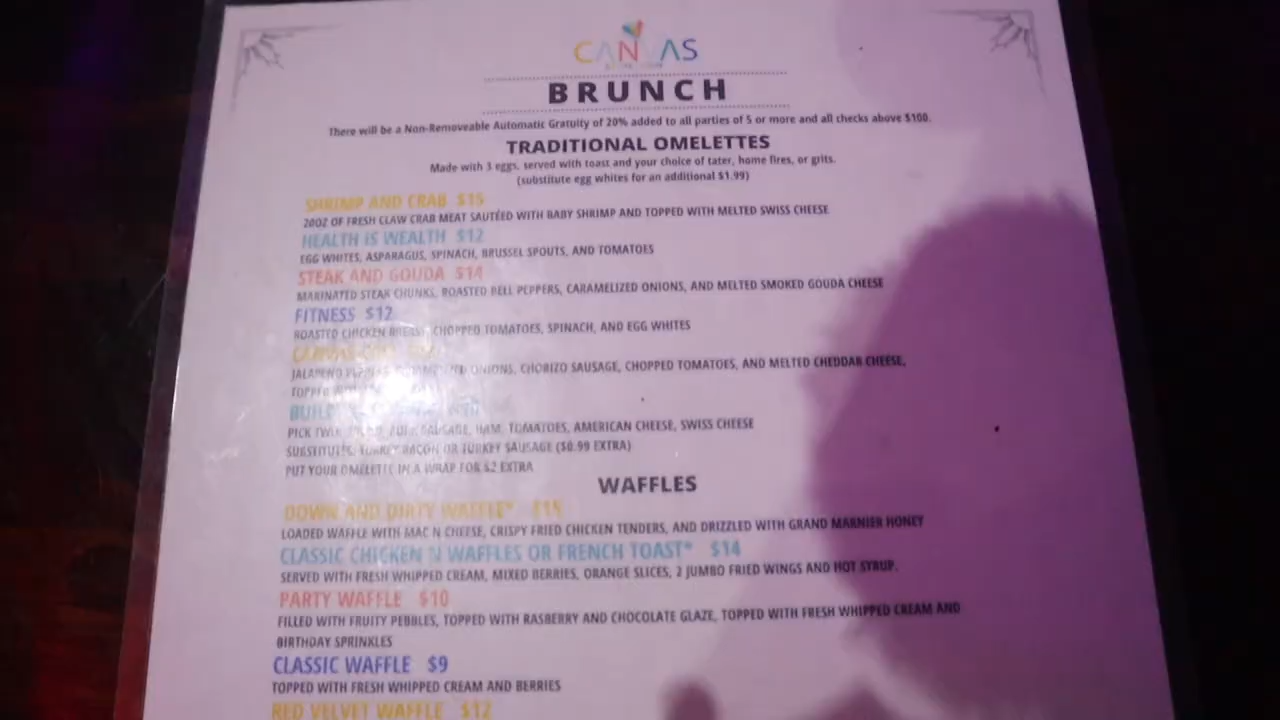 CANVAS
BRUNCH
There will be a Non-Removeable Automatic Gratuity of 20% added to all parties of 5 or more and all checks above $100.
TRADITIONAL OMELETTES
Made with 3 eggs, served with toast and your choice of tater, home fires, or grits.
(substitute egg whites for an additional $1.99)
SHRIMP AND CRAB $15
2OOZ OF FRESH CLAW CRAB MEAT SAUTÉED WITH BABY SHRIMP AND TOPPED WITH MELTED SWISS CHEESE
HEALTH IS WEALTH $12
EGG WHITES, ASPARAGUS, SPINACH, BRUSSEL SPOUTS, AND TOMATOES
STEAK AND GOUDA $14
MARINATED STEAK CHUNKS, ROASTED BELL PEPPERS, CARAMELIZED ONIONS, AND MELTED SMOKED GOUDA CHEESE
FITNESS $12
ROASTED CHICKEN BREAST, CHOPPED TOMATOES, SPINACH, AND EGG WHITES
CANVAS
JALAPENO ONIONS, CHORIZO SAUSAGE, CHOPPED TOMATOES, AND MELTED CHEDDAR CHEESE,
TOPPED
BUILD
PICK SAUSAGE, HAM, TOMATOES, AMERICAN CHEESE, SWISS CHEESE
SUBSTITUTE, TURKEY BACON OR TURKEY SAUSAGE ($0.99 EXTRA)
PUT YOUR OMELETTE IN A WRAP FOR $2 EXTRA
WAFFLES
DOWN AND DIRTY WAFFLE* $15
LOADED WAFFLE WITH MAC N CHEESE, CRISPY FRIED CHICKEN TENDERS, AND DRIZZLED WITH GRAND MARNIER HONEY
CLASSIC CHICKEN N WAFFLES OR FRENCH TOAST* $14
SERVED WITH FRESH WHIPPED CREAM, MIXED BERRIES, ORANGE SLICES, 2 JUMBO FRIED WINGS AND HOT SYRUP.
PARTY WAFFLE $10
FILLED WITH FRUITY PEBBLES, TOPPED WITH RASBERRY AND CHOCOLATE GLAZE, TOPPED WITH FRESH WHIPPED CREAM AND
BIRTHDAY SPRINKLES
CLASSIC WAFFLE $9
TOPPED WITH FRESH WHIPPED CREAM AND BERRIES
RED VELVET WAFFLE $12